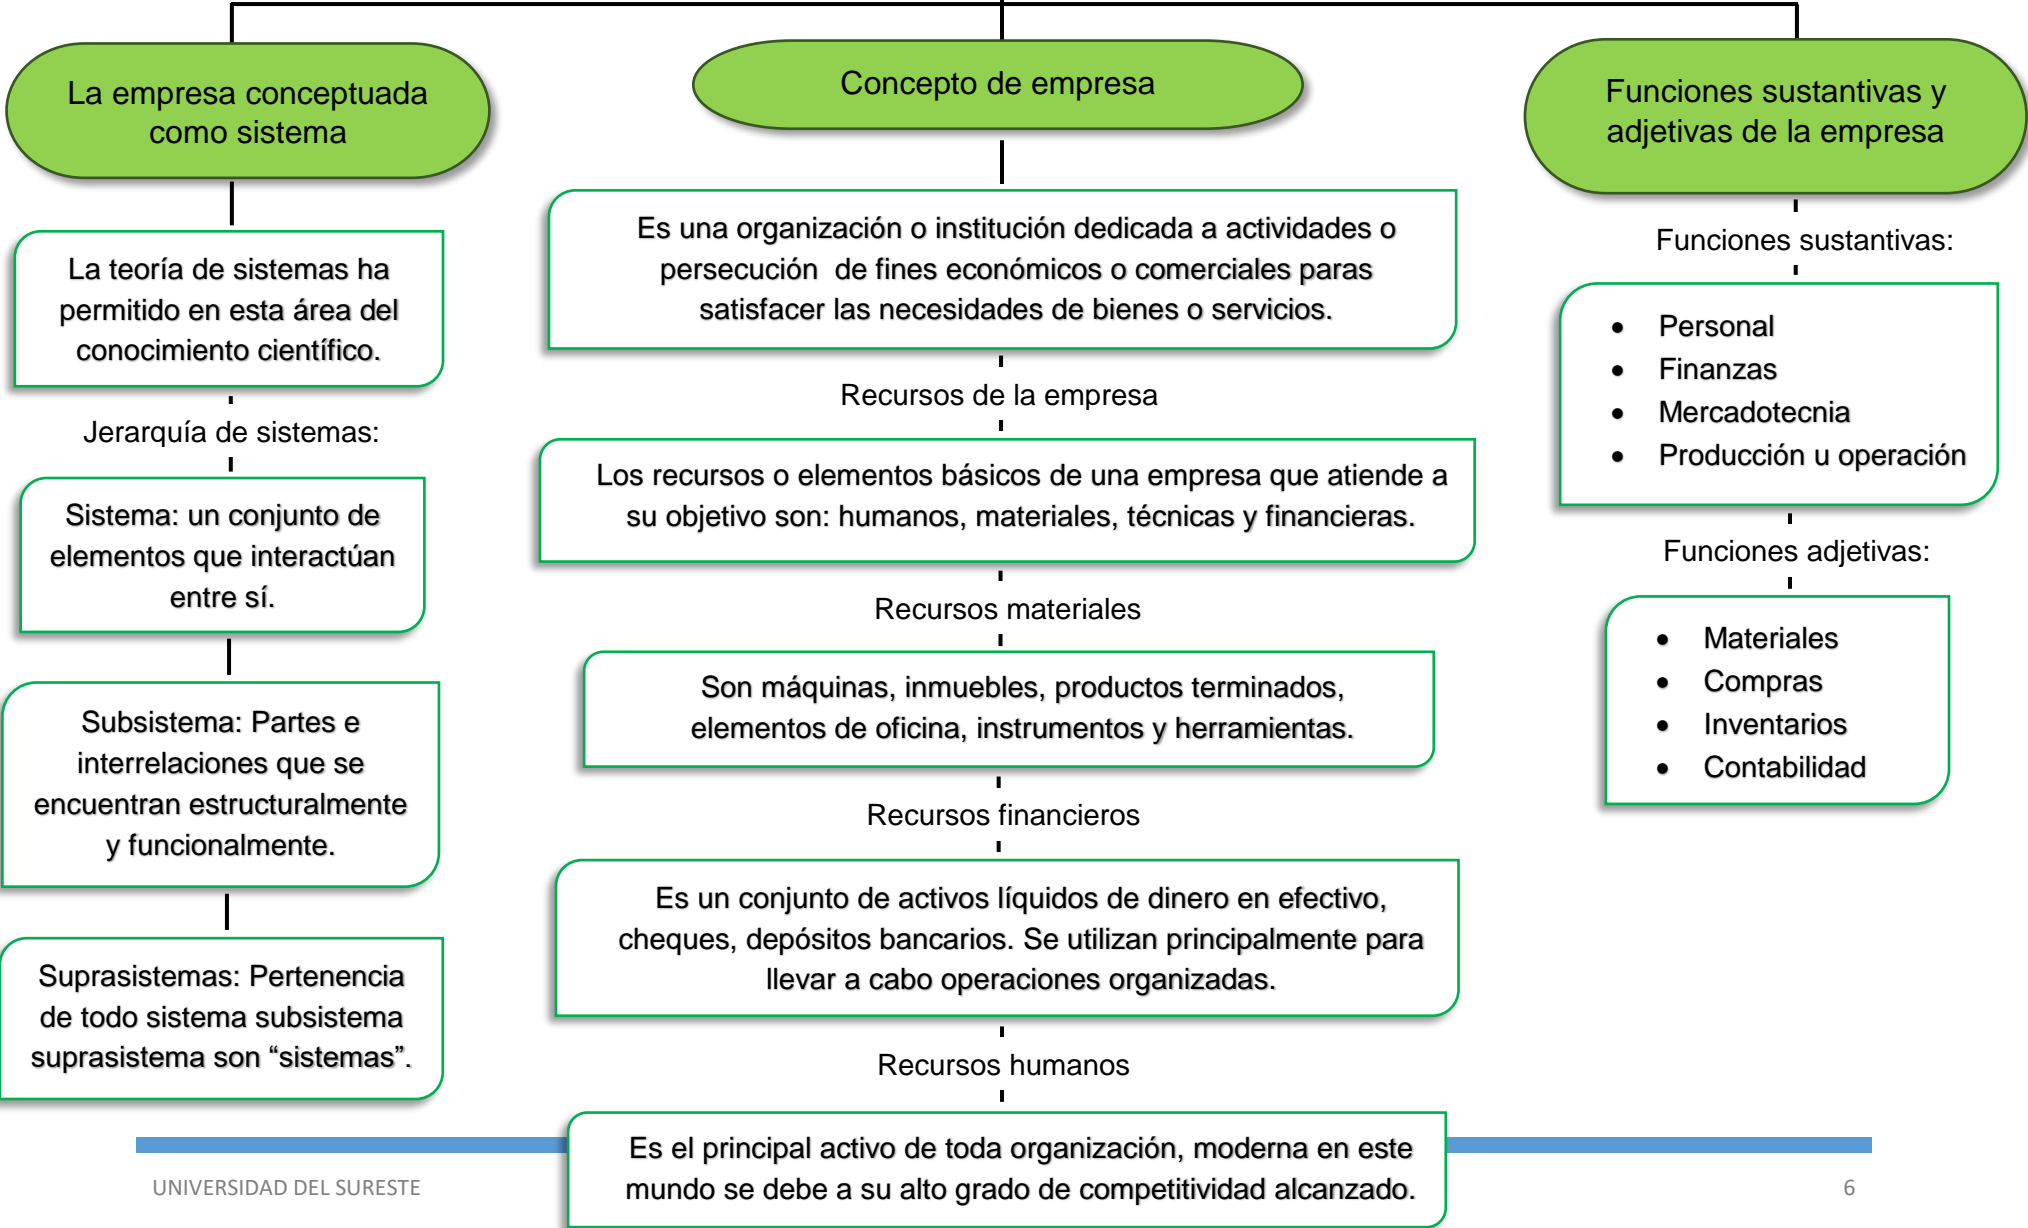 La empresa conceptuada
como sistema
La teoría de sistemas ha
permitido en esta área del
conocimiento científico.
Jerarquía de sistemas:
Sistema: un conjunto de
elementos que interactúan
entre sí.
Subsistema: Partes e
interrelaciones que se
encuentran estructuralmente
y funcionalmente.
Suprasistemas: Pertenencia
de todo sistema subsistema
suprasistema son “sistemas”.
Concepto de empresa
Es una organización o institución dedicada a actividades o
persecución  de fines económicos o comerciales paras
satisfacer las necesidades de bienes o servicios.
Recursos de la empresa
Los recursos o elementos básicos de una empresa que atiende a
su objetivo son: humanos, materiales, técnicas y financieras.
Recursos materiales
Son máquinas, inmuebles, productos terminados,
elementos de oficina, instrumentos y herramientas.
Recursos financieros
Es un conjunto de activos líquidos de dinero en efectivo,
cheques, depósitos bancarios. Se utilizan principalmente para
llevar a cabo operaciones organizadas.
Recursos humanos
Es el principal activo de toda organización, moderna en este
mundo se debe a su alto grado de competitividad alcanzado.
Funciones sustantivas y
adjetivas de la empresa
Funciones sustantivas:
• Personal
• Finanzas
• Mercadotecnia
• Producción u operación
Funciones adjetivas:
• Materiales
• Compras
• Inventarios
• Contabilidad
UNIVERSIDAD DEL SURESTE
6